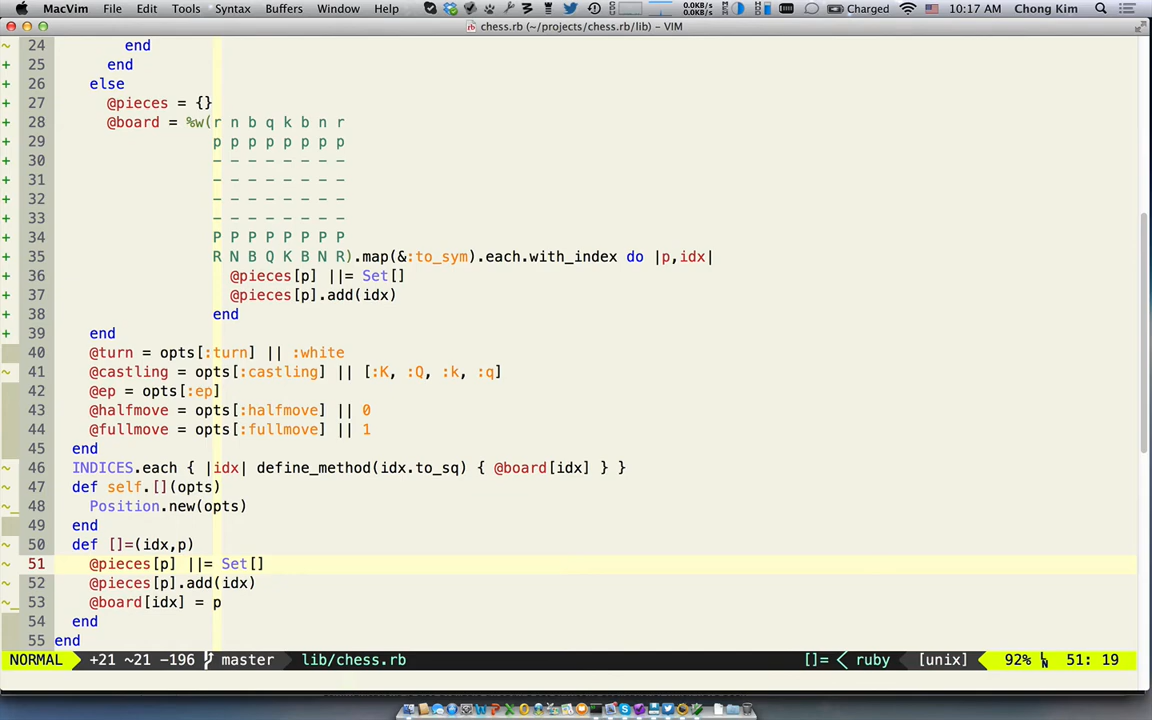 MacVim File Edit Tools Syntax Buffers Window Help 0.0KB/s 0.0KB/s Charged 10:17 AM Chong Kim
chess.rb (~/projects/chess.rb/lib) – VIM
~ 24 end
+ 25 end
+ 26 else
+ 27 @pieces = {}
+ 28 @board = %w(r n b q k b n r
+ 29 p p p p p p p p
+ 30 - - - - - - - -
+ 31 - - - - - - - -
+ 32 - - - - - - - -
+ 33 - - - - - - - -
+ 34 P P P P P P P P
+ 35 R N B Q K B N R).map(&:to_sym).each.with_index do |p,idx|
+ 36 @pieces[p] ||= Set[]
+ 37 @pieces[p].add(idx)
+ 38 end
+ 39 end
40 @turn = opts[:turn] || :white
~ 41 @castling = opts[:castling] || [:K, :Q, :k, :q]
42 @ep = opts[:ep]
43 @halfmove = opts[:halfmove] || 0
44 @fullmove = opts[:fullmove] || 1
45 end
~ 46 INDICES.each { |idx| define_method(idx.to_sq) { @board[idx] } }
~ 47 def self.[](opts)
~_ 48 Position.new(opts)
49 end
~ 50 def []=(idx,p)
~ 51 @pieces[p] ||= Set[]
~ 52 @pieces[p].add(idx)
~_ 53 @board[idx] = p
54 end
55 end
NORMAL +21 ~21 -196 master lib/chess.rb []= ruby [unix] 92% LN 51: 19